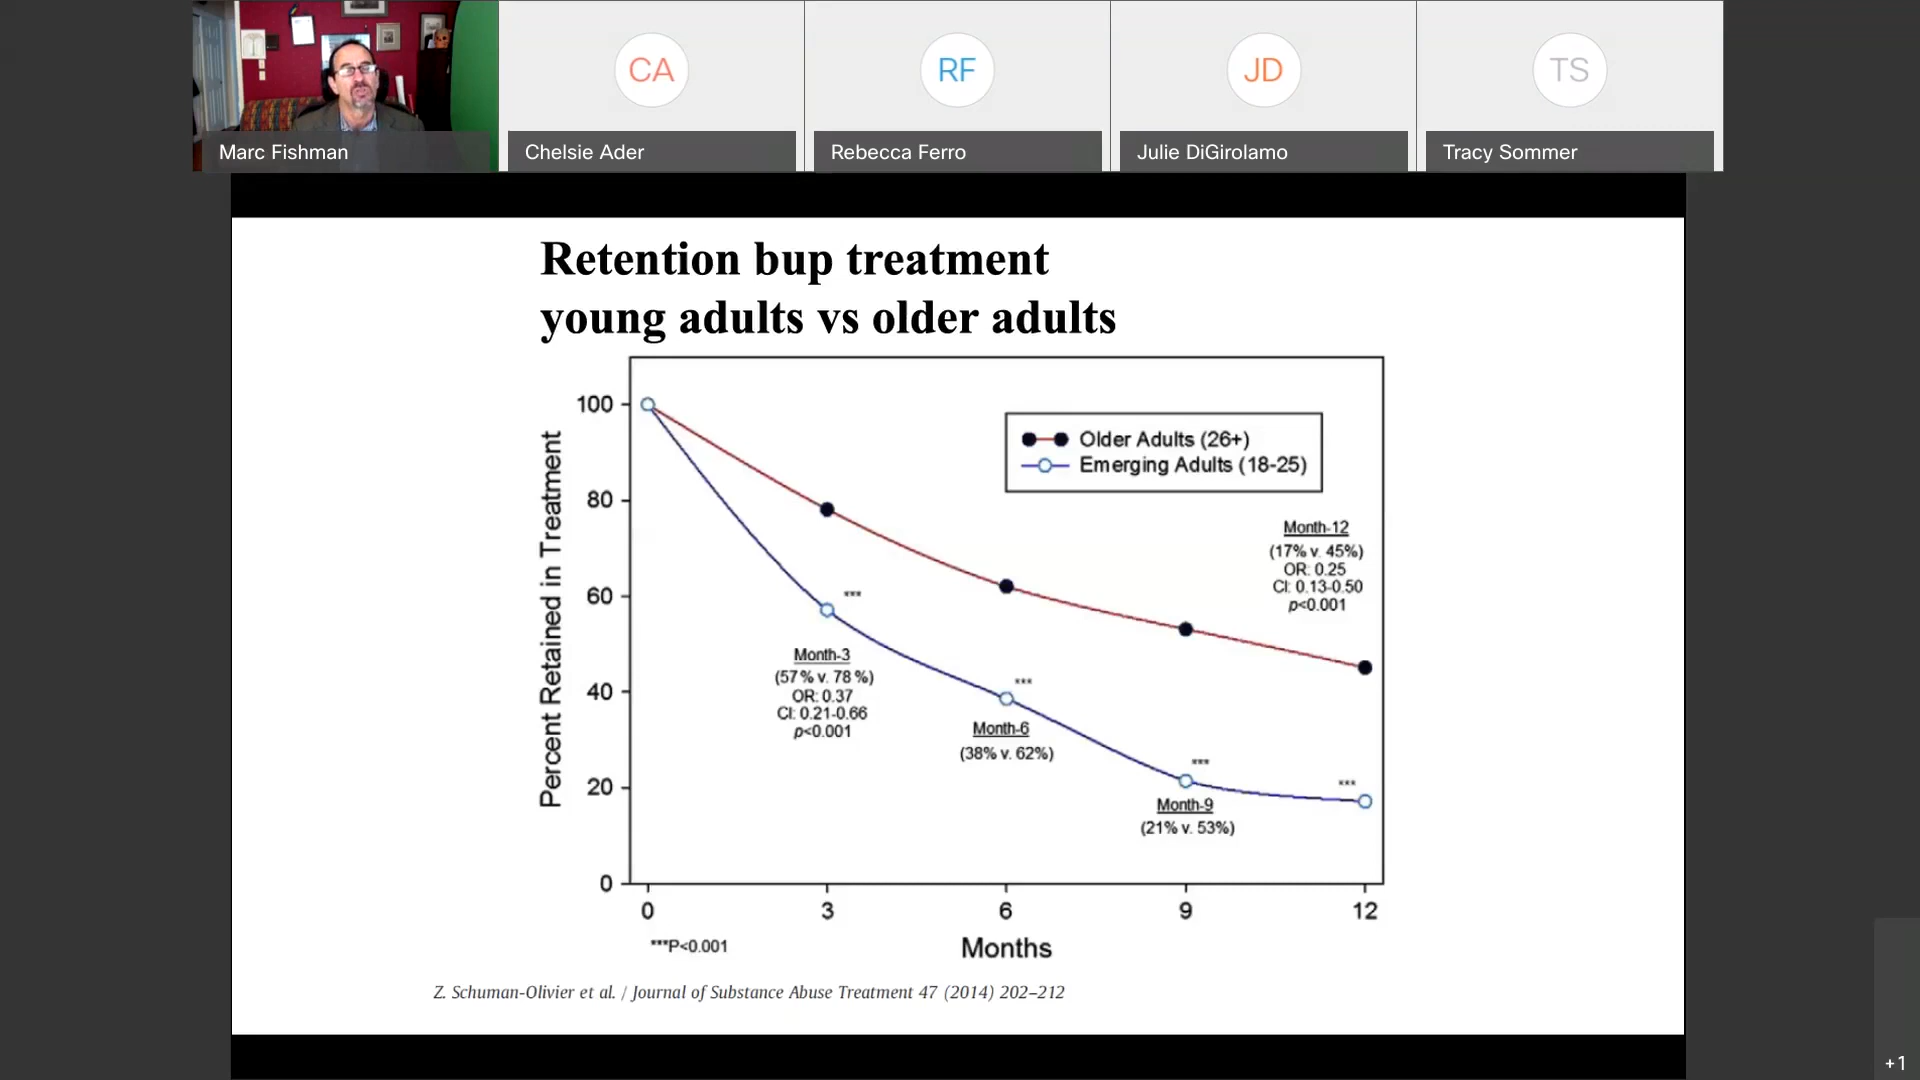 CA
RF
JD
TS
Marc Fishman
Chelsie Ader
Rebecca Ferro
Julie DiGirolamo
Tracy Sommer
Retention bup treatment
young adults vs older adults
Percent Retained in Treatment
100
80
60
40
20
0
Older Adults (26+)
Emerging Adults (18-25)
Month-12
(17% v. 45%)
OR: 0.25
CI: 0.13-0.50
p<0.001
***
Month-3
(57% v. 78%)
OR: 0.37
CI: 0.21-0.66
p<0.001
***
Month-6
(38% v. 62%)
***
Month-9
(21% v. 53%)
***
0
3
6
9
12
***P<0.001
Months
Z. Schuman-Olivier et al. / Journal of Substance Abuse Treatment 47 (2014) 202–212
+1